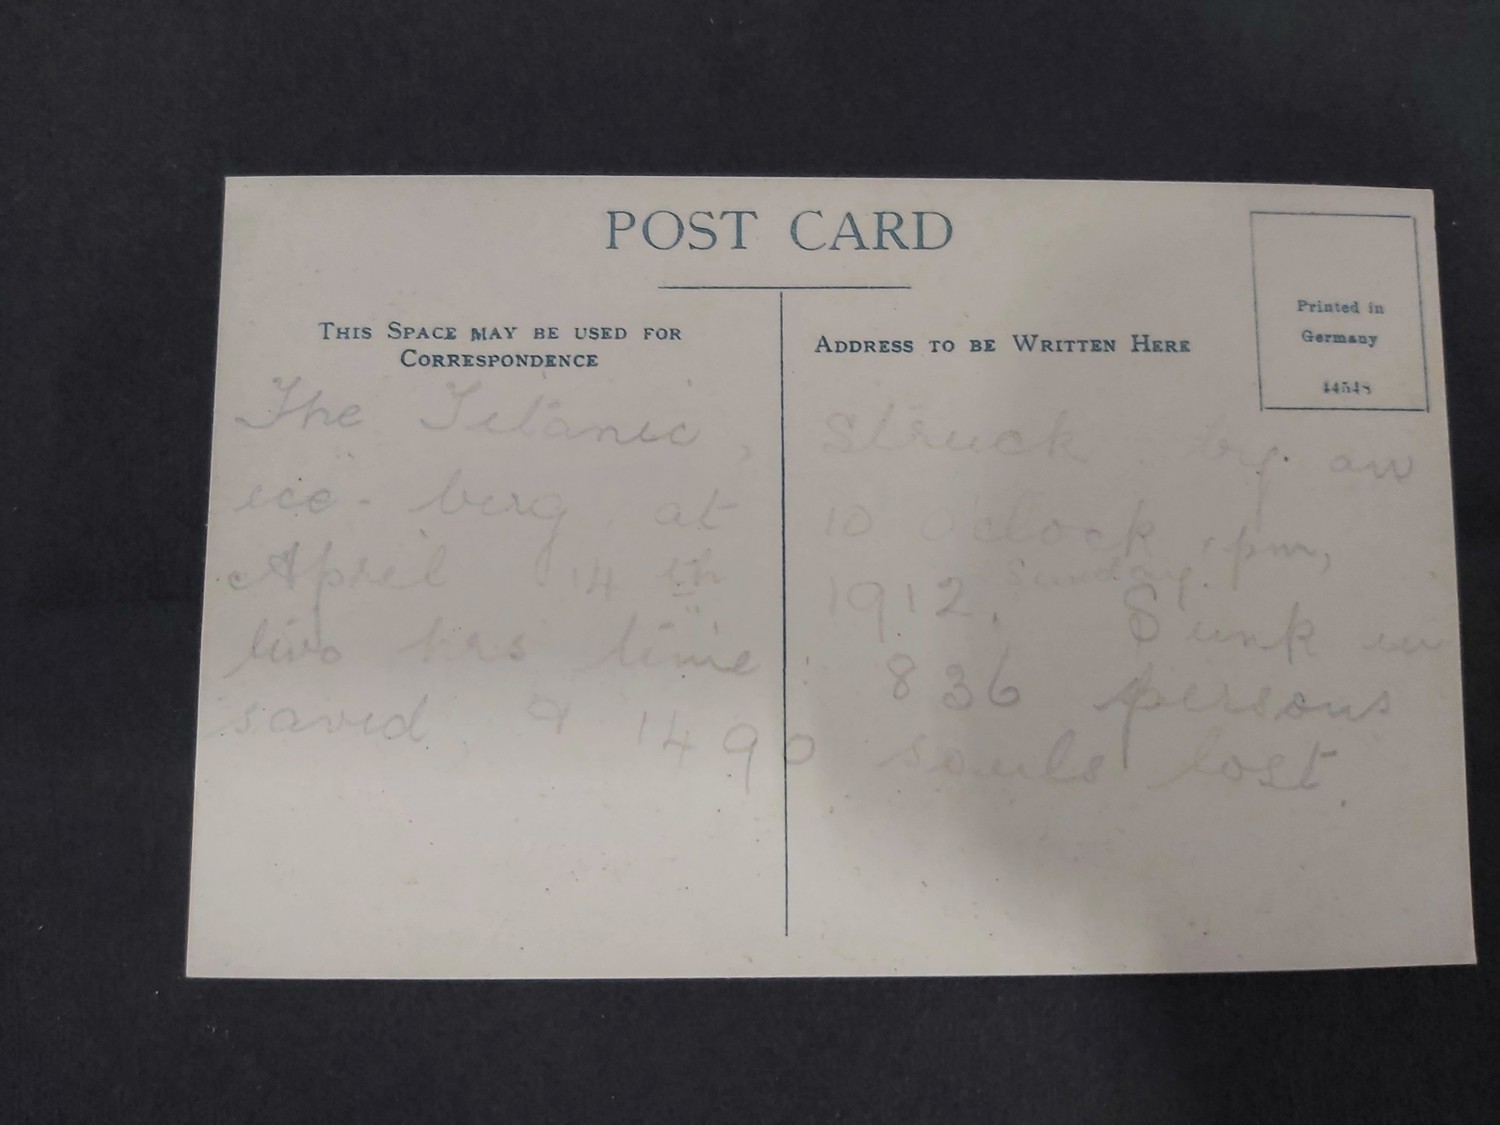 POST CARD
THIS SPACE MAY BE USED FOR
CORRESPONDENCE
ADDRESS TO BE WRITTEN HERE
Printed in
Germany
44548
The Titanic, Struck by an
ice-berg at 10 O'clock pm,
Sunday
April 14th 1912. Sunk in
two hrs time: 836 persons
saved, & 1490 souls lost.